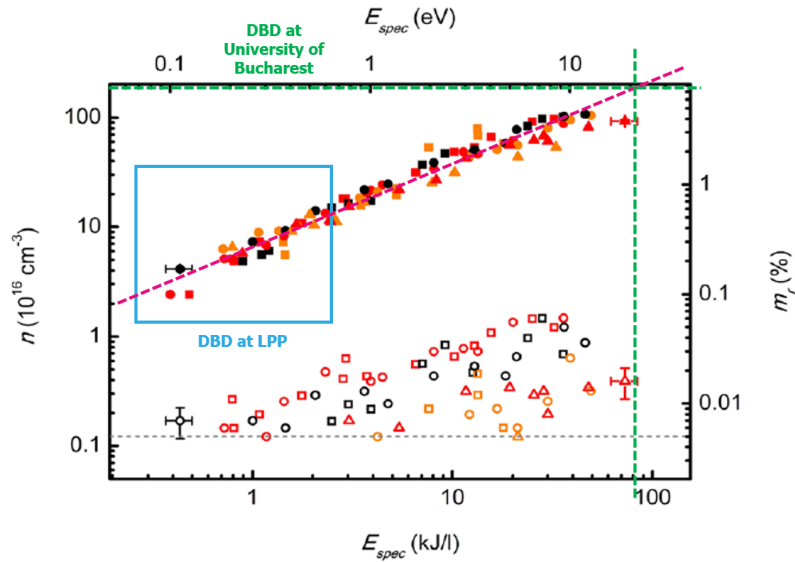 E_spec (eV)
DBD at
University of
Bucharest
0.1
1
10
100
10
1
0.1
n (10^16 cm^-3)
1
0.1
0.01
m_r (%)
DBD at LPP
1
10
100
E_spec (kJ/l)